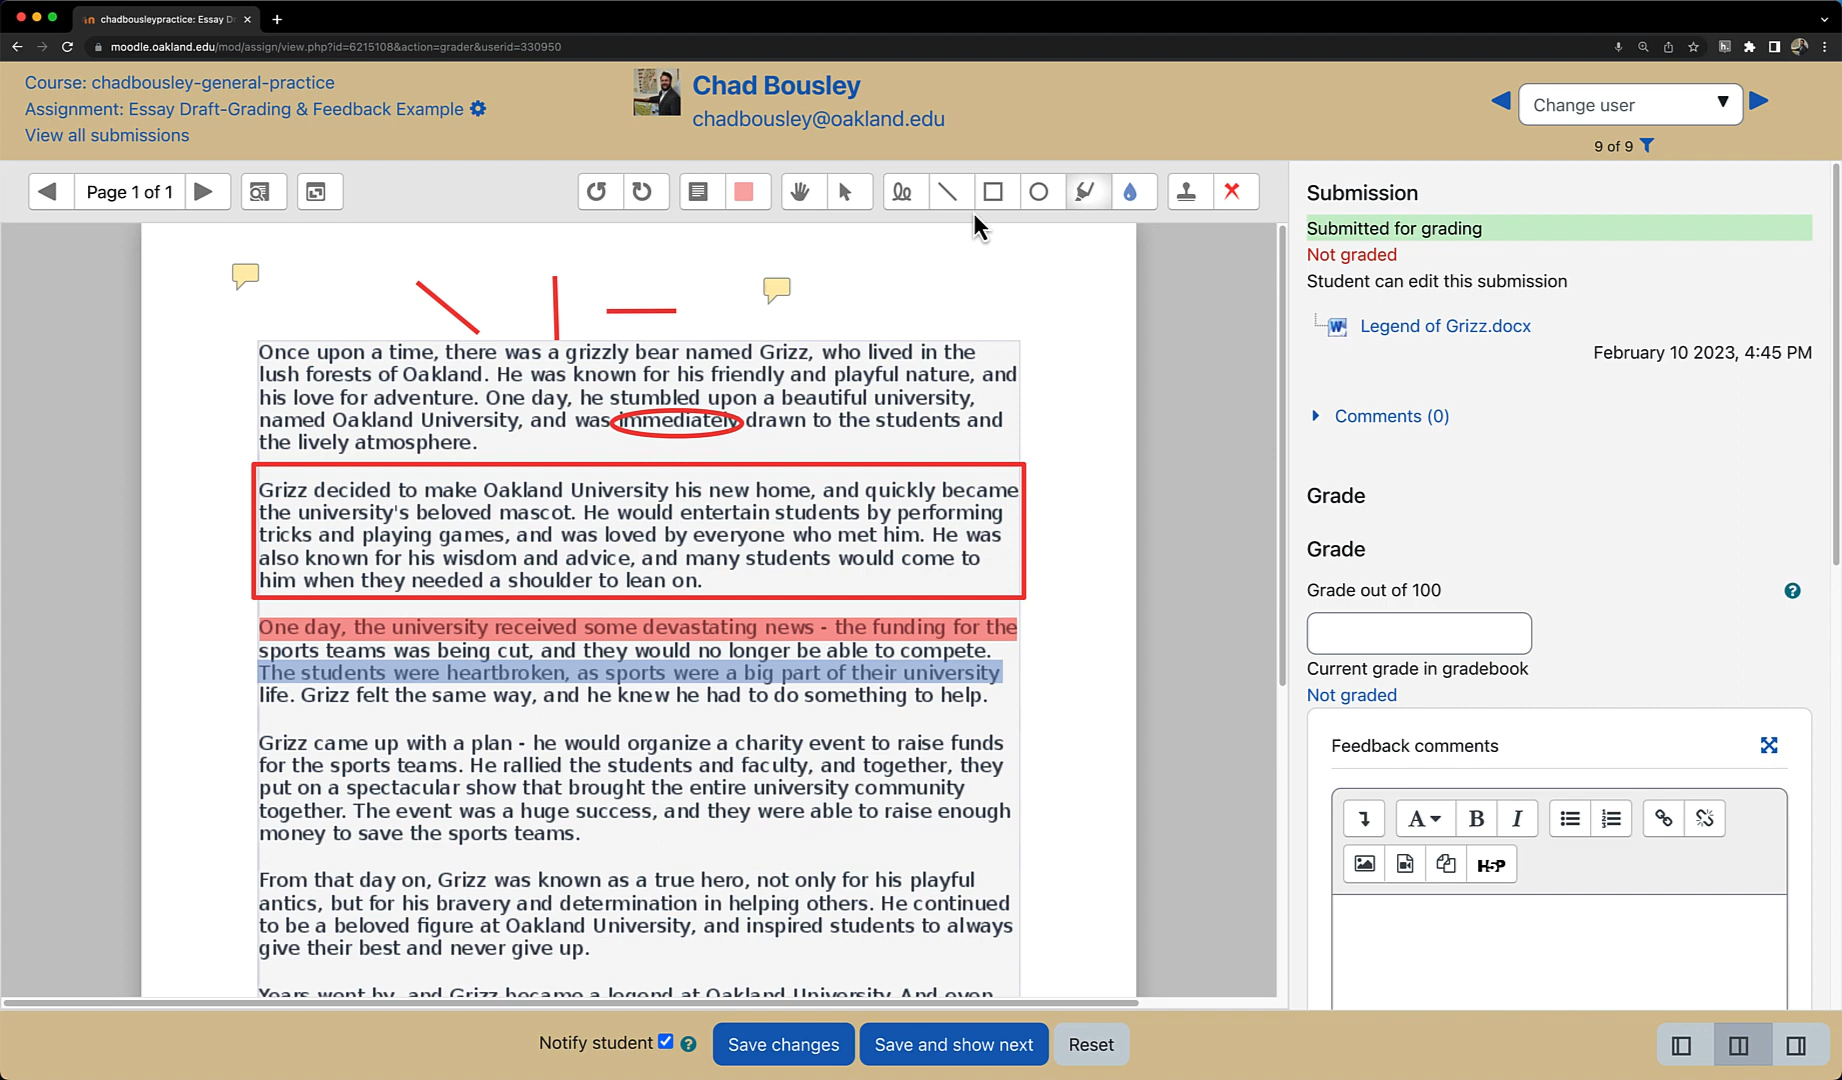 chadbousleypractice: Essay D
moodle.oakland.edu/mod/assign/view.php?id=6215108&action=grader&userid=330950
Course: chadbousley-general-practice
Assignment: Essay Draft-Grading & Feedback Example
View all submissions
Chad Bousley
chadbousley@oakland.edu
Change user
9 of 9
Page 1 of 1
Once upon a time, there was a grizzly bear named Grizz, who lived in the
lush forests of Oakland. He was known for his friendly and playful nature, and
his love for adventure. One day, he stumbled upon a beautiful university,
named Oakland University, and was immediately drawn to the students and
the lively atmosphere.
Grizz decided to make Oakland University his new home, and quickly became
the university's beloved mascot. He would entertain students by performing
tricks and playing games, and was loved by everyone who met him. He was
also known for his wisdom and advice, and many students would come to
him when they needed a shoulder to lean on.
One day, the university received some devastating news - the funding for the
sports teams was being cut, and they would no longer be able to compete.
The students were heartbroken, as sports were a big part of their university
life. Grizz felt the same way, and he knew he had to do something to help.
Grizz came up with a plan - he would organize a charity event to raise funds
for the sports teams. He rallied the students and faculty, and together, they
put on a spectacular show that brought the entire university community
together. The event was a huge success, and they were able to raise enough
money to save the sports teams.
From that day on, Grizz was known as a true hero, not only for his playful
antics, but for his bravery and determination in helping others. He continued
to be a beloved figure at Oakland University, and inspired students to always
give their best and never give up.
Years went by, and Grizz became a legend at Oakland University. And even
Submission
Submitted for grading
Not graded
Student can edit this submission
Legend of Grizz.docx
February 10 2023, 4:45 PM
Comments (0)
Grade
Grade
Grade out of 100
Current grade in gradebook
Not graded
Feedback comments
A
B
I
H5P
Notify student
Save changes
Save and show next
Reset